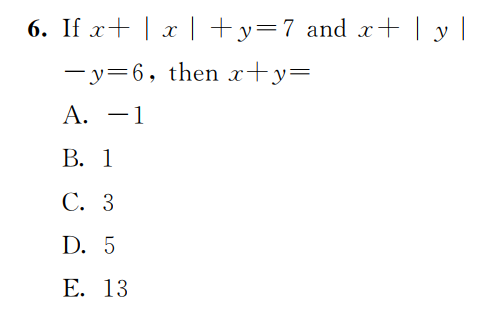 6. If x+|x|+y=7 and x+|y|
−y=6, then x+y=
A. −1
B. 1
C. 3
D. 5
E. 13